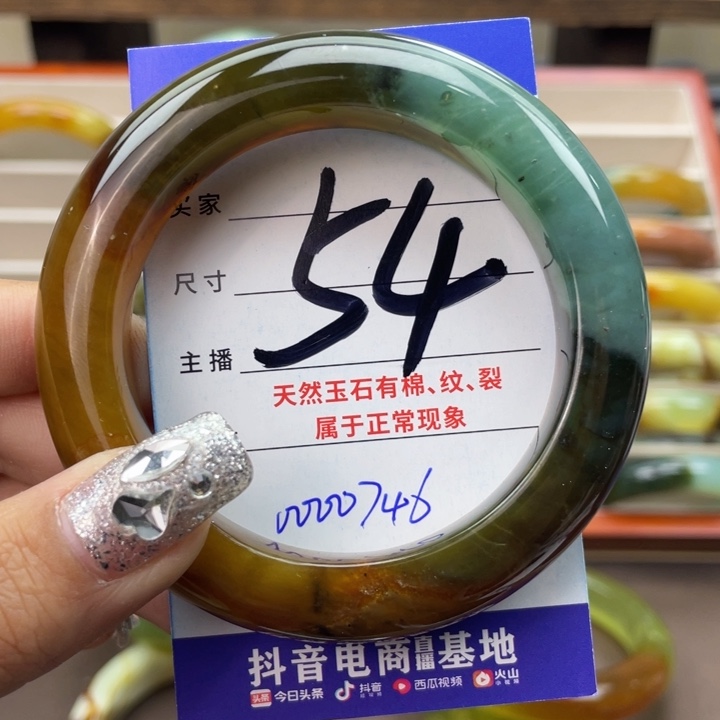 买家
54
尺寸
主播
天然玉石有棉、纹、裂
属于正常现象
0000746
抖音电商直播基地
头条 今日头条 抖音 西瓜视频 火山